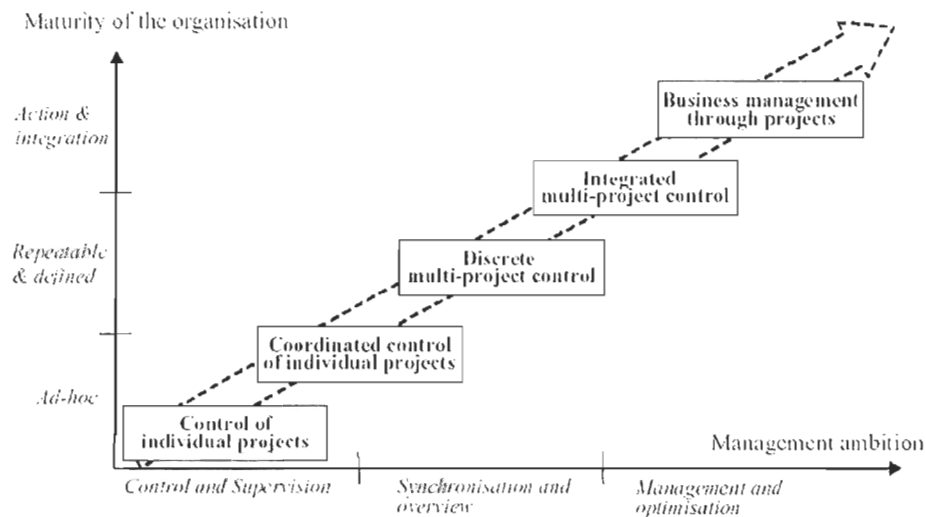 Maturity of the organisation
Action &
integration
Repeatable
& defined
Ad-hoc
Business management
through projects
Integrated
multi-project control
Discrete
multi-project control
Coordinated control
of individual projects
Control of
individual projects
Management ambition
Control and Supervision
Synchronisation and
overview
Management and
optimisation